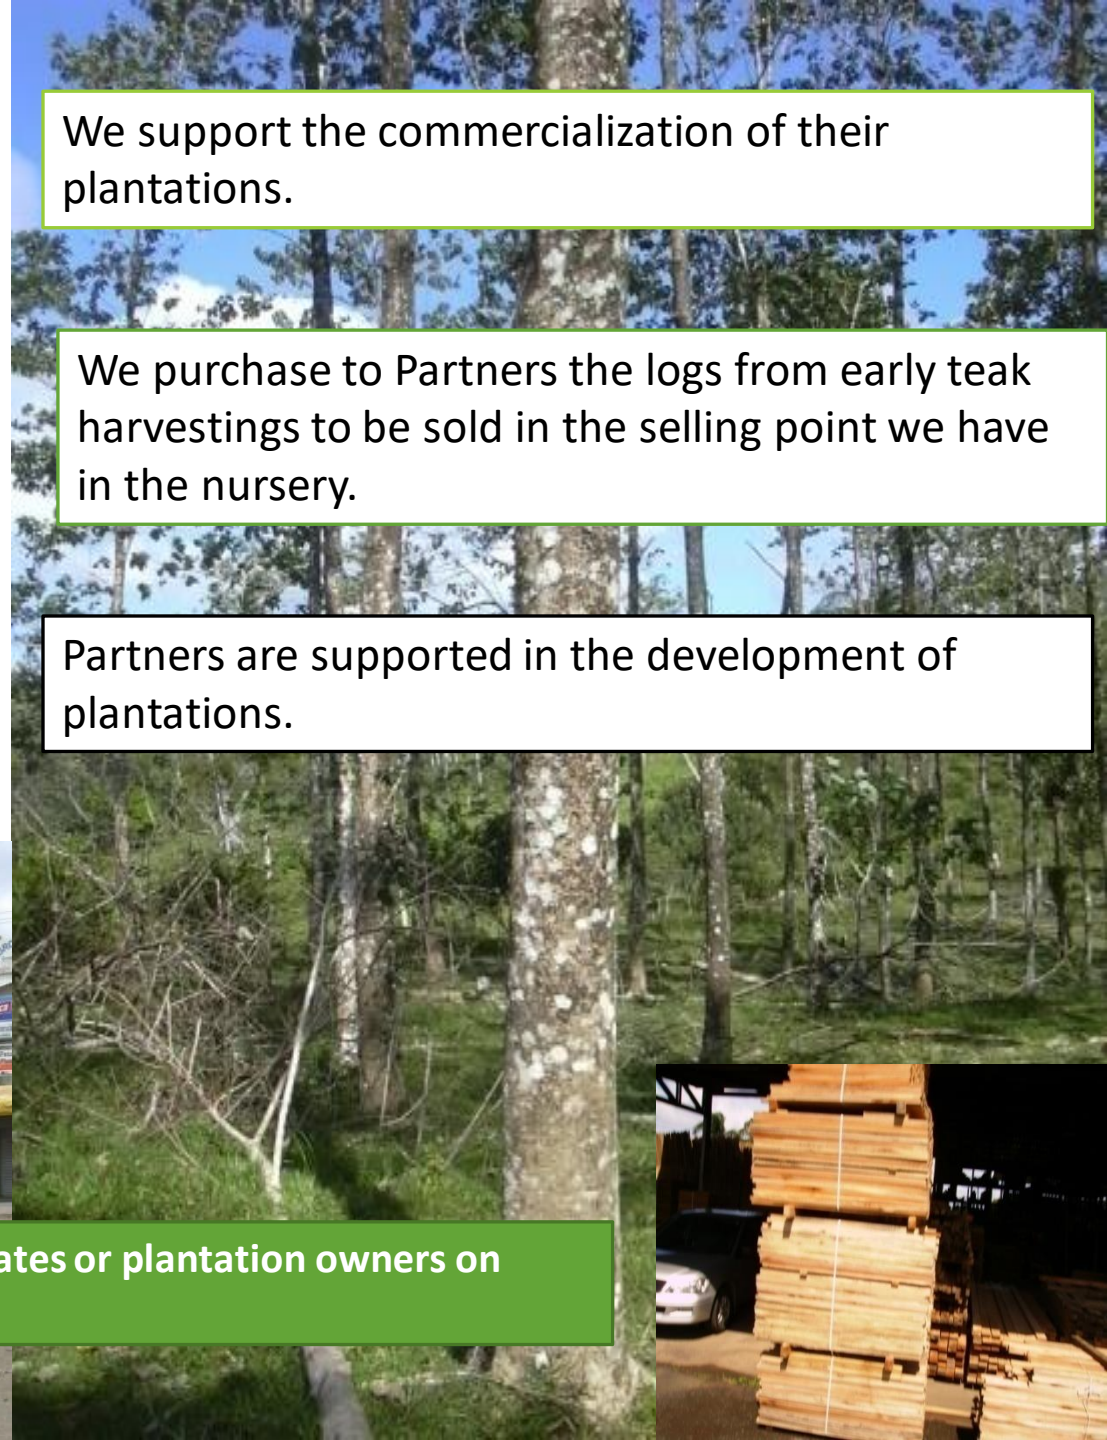 We support the commercialization of their
plantations.
We purchase to Partners the logs from early teak
harvestings to be sold in the selling point we have
in the nursery.
Partners are supported in the development of
plantations.
or plantation owners on